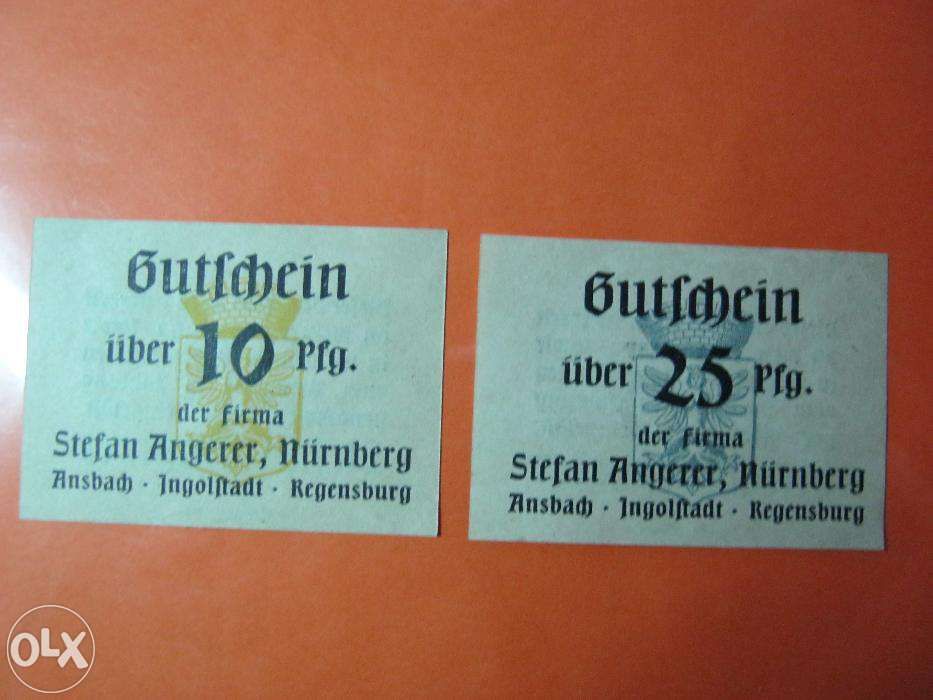 Gutſchein
über 10 Pfg.
der Firma
Stefan Angerer, Nürnberg
Ansbach · Ingolſtadt · Regensburg
Gutſchein
über 25 Pfg.
der Firma
Stefan Angerer, Nürnberg
Ansbach · Ingolſtadt · Regensburg
OLX